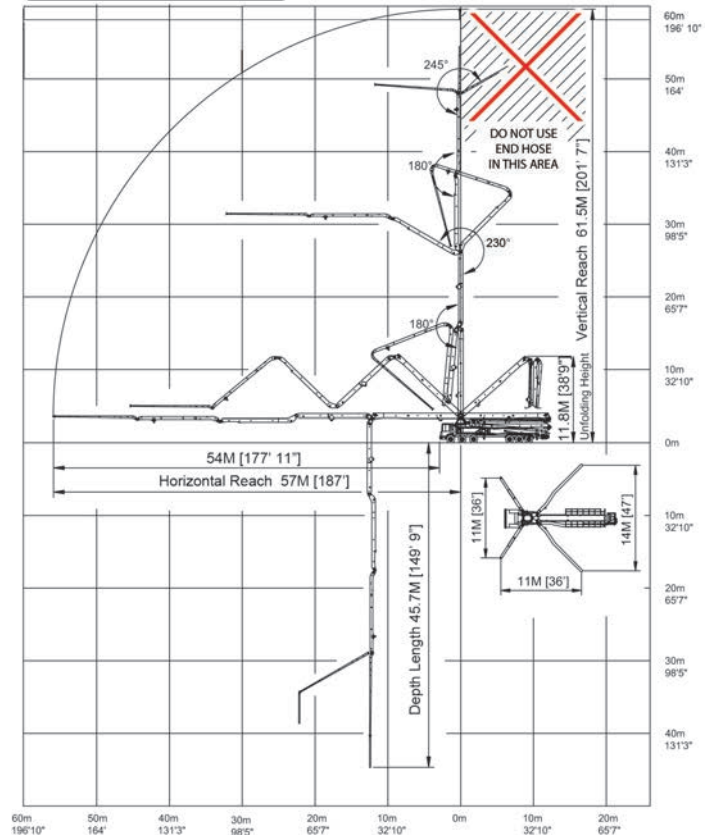 60m
196' 10"
50m
164'
40m
131'3"
30m
98'5"
20m
65'7"
10m
32'10"
0m
10m
32'10"
20m
65'7"
30m
98'5"
40m
131'3"
245°
DO NOT USE
END HOSE
IN THIS AREA
180°
230°
180°
Vertical Reach 61.5M [201' 7"]
Unfolding Height
11.8M [38'9"]
54M [177' 11"]
Horizontal Reach 57M [187']
Depth Length 45.7M [149' 9"]
11M [36']
14M [47']
11M [36']
60m 50m 40m 30m 20m 10m 0m 10m 20m
196'10" 164' 131'3" 98'5" 65'7" 32'10" 32'10" 65'7"